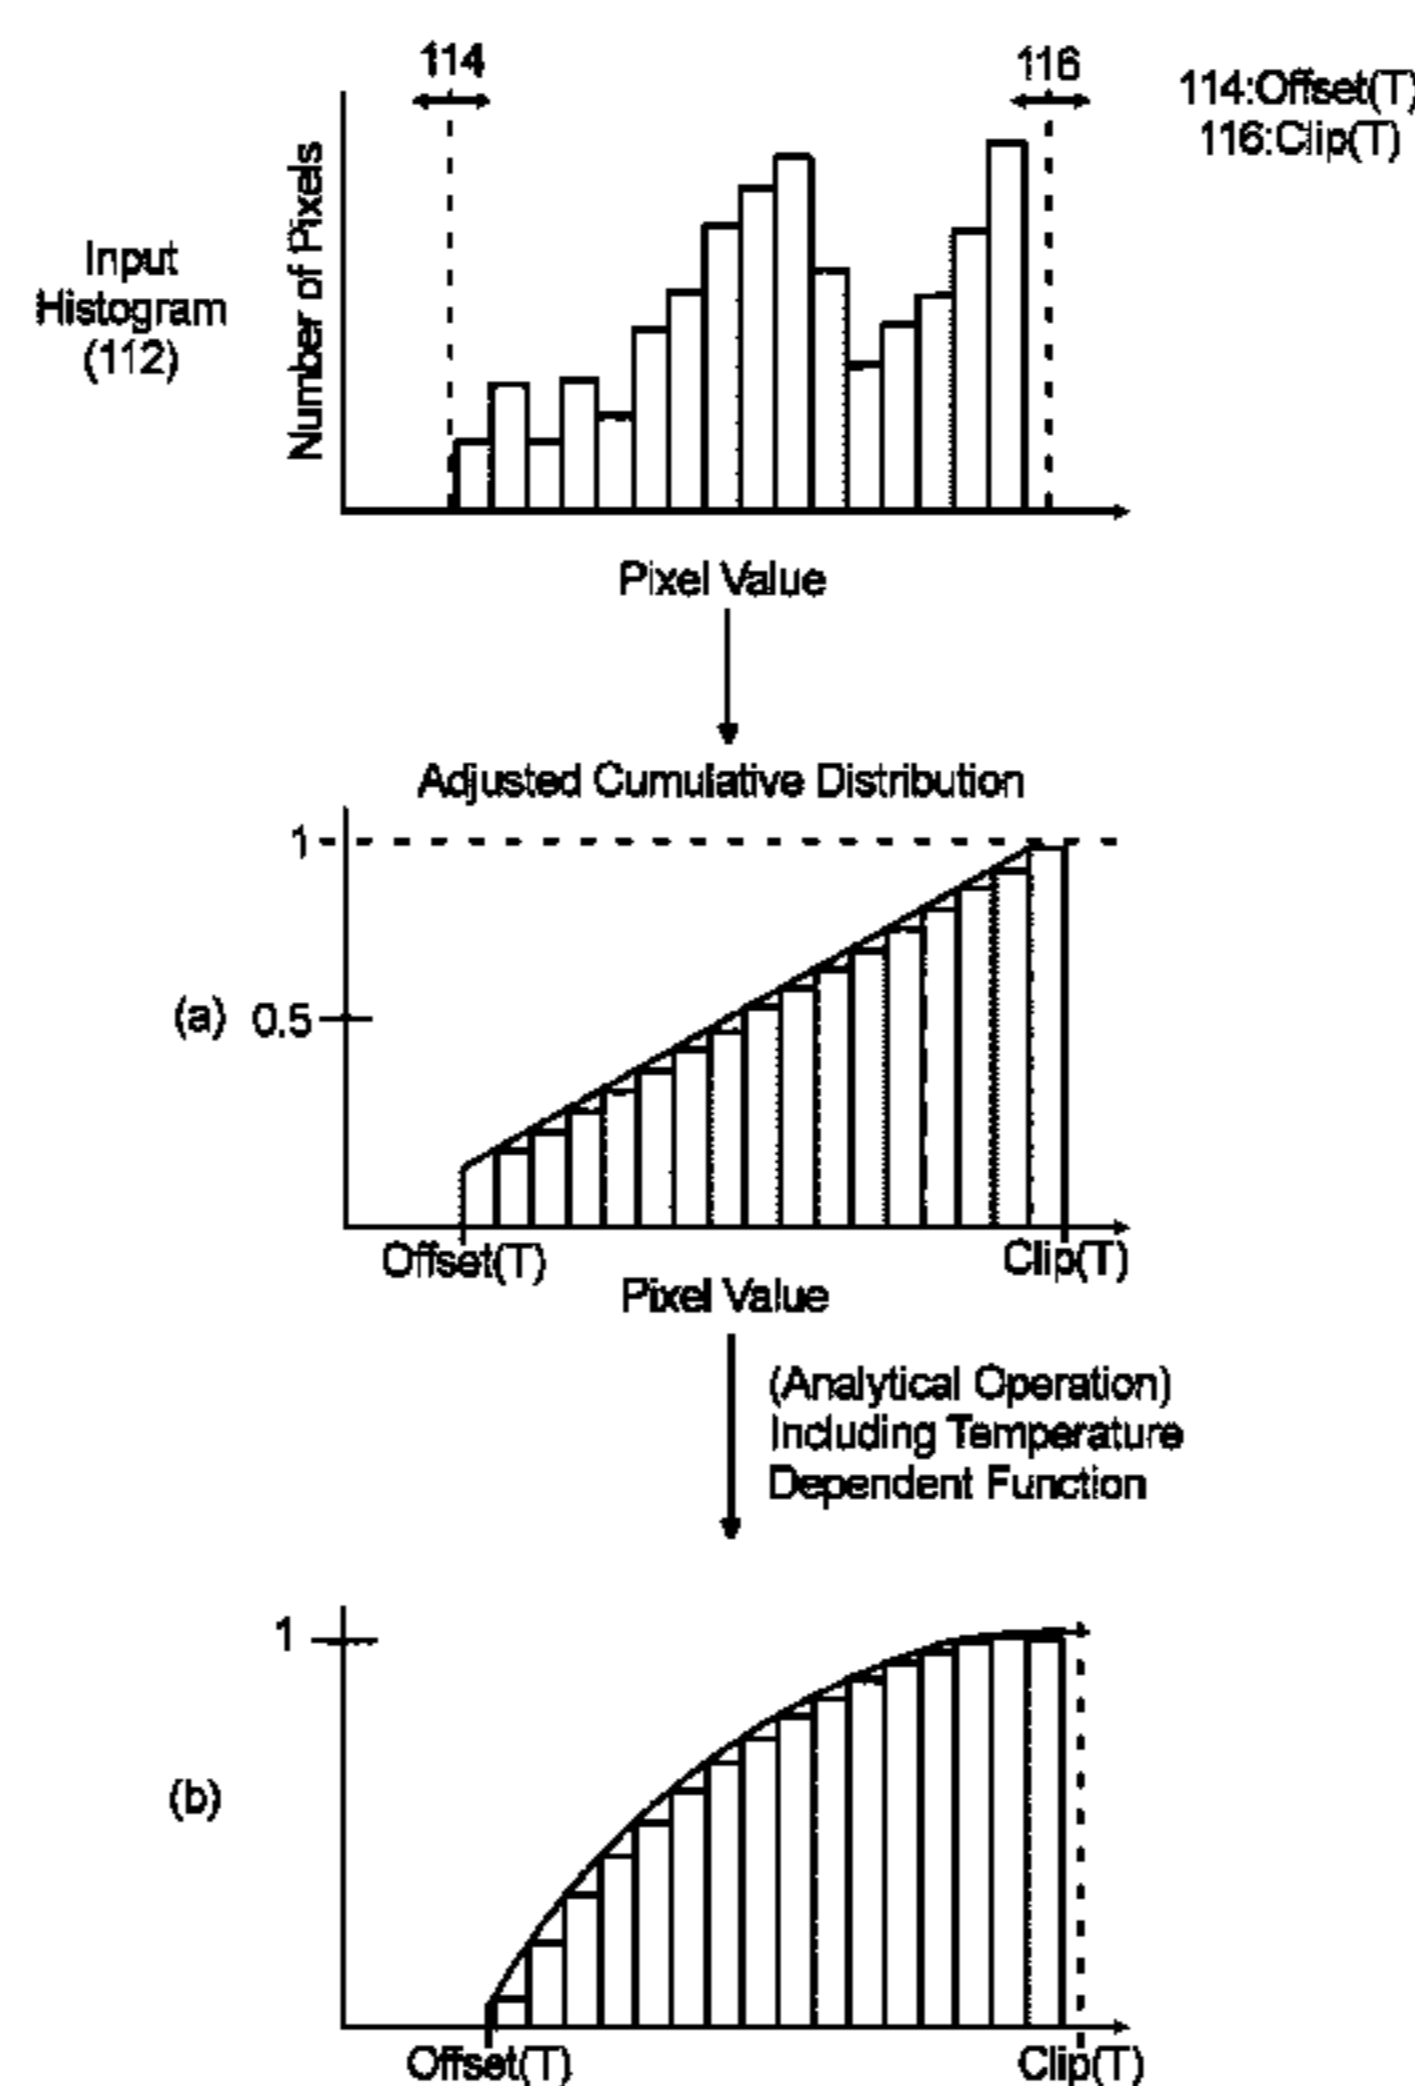 114
116
114:Offset(T)
116:Clip(T)
Input
Histogram
(112)
Number of Pixels
Pixel Value
Adjusted Cumulative Distribution
1
(a)
0.5
Offset(T)
Clip(T)
Pixel Value
(Analytical Operation)
Including Temperature
Dependent Function
1
(b)
Offset(T)
Clip(T)